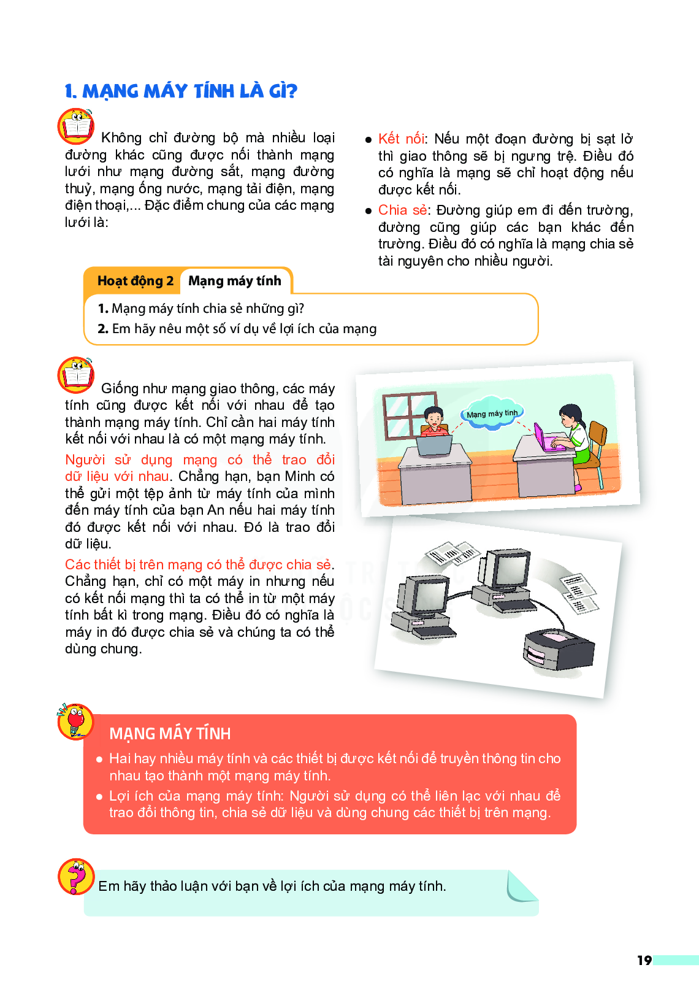 1. MẠNG MÁY TÍNH LÀ GÌ?
Không chỉ đường bộ mà nhiều loại
đường khác cũng được nối thành mạng
lưới như mạng đường sắt, mạng đường
thuỷ, mạng ống nước, mạng tải điện, mạng
điện thoại,... Đặc điểm chung của các mạng
lưới là:
● Kết nối: Nếu một đoạn đường bị sạt lở
thì giao thông sẽ bị ngưng trệ. Điều đó
có nghĩa là mạng sẽ chỉ hoạt động nếu
được kết nối.
● Chia sẻ: Đường giúp em đi đến trường,
đường cũng giúp các bạn khác đến
trường. Điều đó có nghĩa là mạng chia sẻ
tài nguyên cho nhiều người.
Hoạt động 2 Mạng máy tính
1. Mạng máy tính chia sẻ những gì?
2. Em hãy nêu một số ví dụ về lợi ích của mạng
Giống như mạng giao thông, các máy
tính cũng được kết nối với nhau để tạo
thành mạng máy tính. Chỉ cần hai máy tính
kết nối với nhau là có một mạng máy tính.
Người sử dụng mạng có thể trao đổi
dữ liệu với nhau. Chẳng hạn, bạn Minh có
thể gửi một tệp ảnh từ máy tính của mình
đến máy tính của bạn An nếu hai máy tính
đó được kết nối với nhau. Đó là trao đổi
dữ liệu.
Các thiết bị trên mạng có thể được chia sẻ.
Chẳng hạn, chỉ có một máy in nhưng nếu
có kết nối mạng thì ta có thể in từ một máy
tính bất kì trong mạng. Điều đó có nghĩa là
máy in đó được chia sẻ và chúng ta có thể
dùng chung.
Mạng máy tính
MẠNG MÁY TÍNH
● Hai hay nhiều máy tính và các thiết bị được kết nối để truyền thông tin cho
nhau tạo thành một mạng máy tính.
● Lợi ích của mạng máy tính: Người sử dụng có thể liên lạc với nhau để
trao đổi thông tin, chia sẻ dữ liệu và dùng chung các thiết bị trên mạng.
Em hãy thảo luận với bạn về lợi ích của mạng máy tính.
19